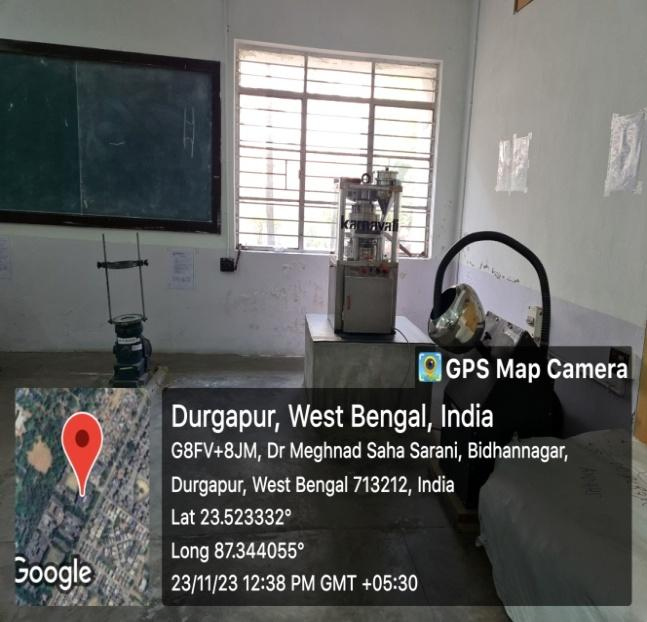 karnavati
GPS Map Camera
Durgapur, West Bengal, India
G8FV+8JM, Dr Meghnad Saha Sarani, Bidhannagar,
Durgapur, West Bengal 713212, India
Lat 23.523332°
Long 87.344055°
23/11/23 12:38 PM GMT +05:30
Google